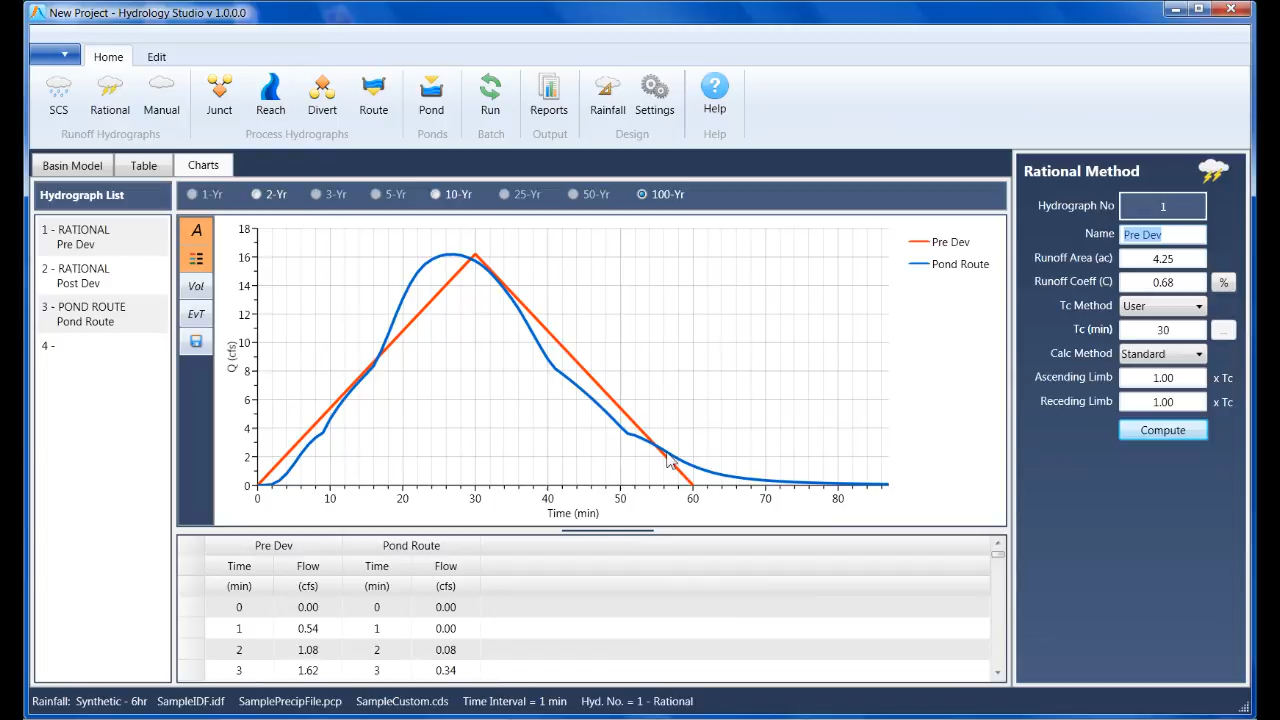 New Project - Hydrology Studio v 1.0.0.0
Home Edit
SCS Rational Manual Junct Reach Divert Route Pond Run Reports Rainfall Settings Help
Runoff Hydrographs Process Hydrographs Ponds Batch Output Design Help
Basin Model Table Charts
Hydrograph List
1-Yr 2-Yr 3-Yr 5-Yr 10-Yr 25-Yr 50-Yr 100-Yr
1 - RATIONAL
Pre Dev
2 - RATIONAL
Post Dev
3 - POND ROUTE
Pond Route
4 -
A
Vol
EvT
18
16
14
12
10
8
6
4
2
0
Q (cfs)
0 10 20 30 40 50 60 70 80
Time (min)
Pre Dev
Pond Route
Pre Dev Pond Route
Time Flow Time Flow
(min) (cfs) (min) (cfs)
0 0.00 0 0.00
1 0.54 1 0.00
2 1.08 2 0.08
3 1.62 3 0.34
Rational Method
Hydrograph No 1
Name Pre Dev
Runoff Area (ac) 4.25
Runoff Coeff (C) 0.68 %
Tc Method User
Tc (min) 30 ...
Calc Method Standard
Ascending Limb 1.00 x Tc
Receding Limb 1.00 x Tc
Compute
Rainfall: Synthetic - 6hr SampleIDF.idf SamplePrecipFile.pcp SampleCustom.cds Time Interval = 1 min Hyd. No. = 1 - Rational